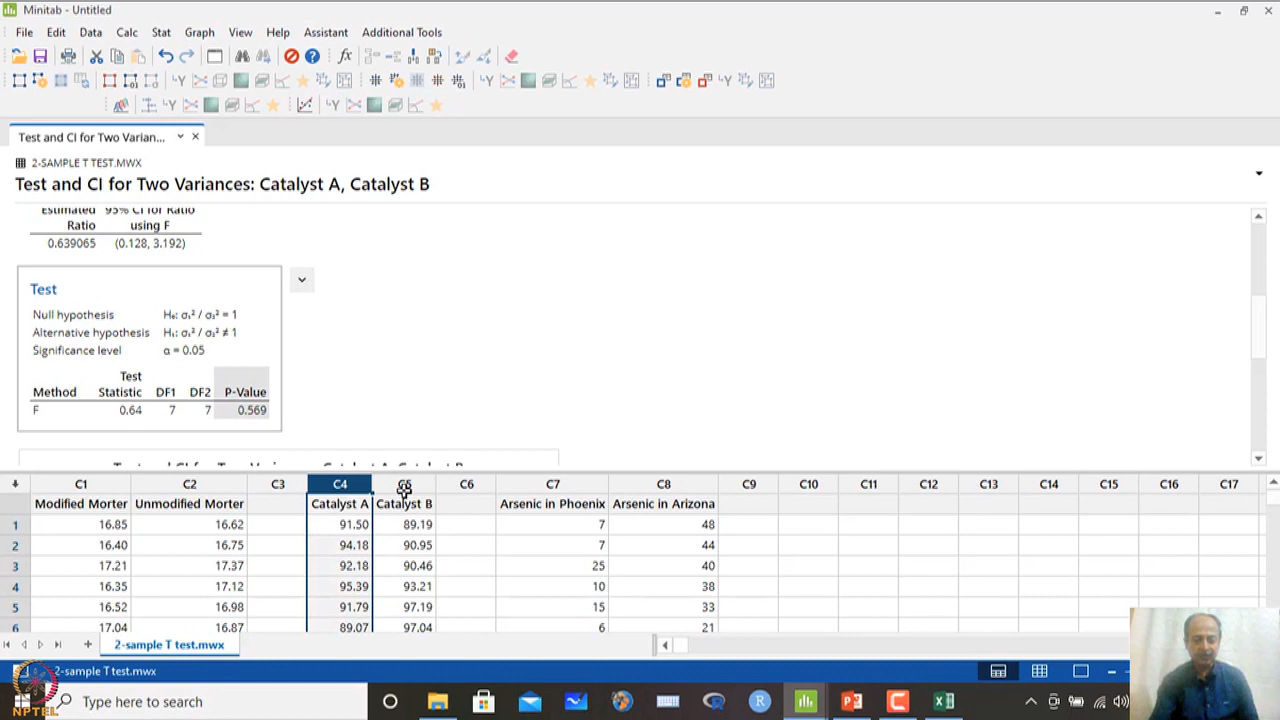 Minitab - Untitled
File Edit Data Calc Stat Graph View Help Assistant Additional Tools
Test and CI for Two Varian...
2-SAMPLE T TEST.MWX
Test and CI for Two Variances: Catalyst A, Catalyst B
Estimated 95% CI for Ratio
Ratio using F
0.639065 (0.128, 3.192)
Test
Null hypothesis H₀: σ₁² / σ₂² = 1
Alternative hypothesis H₁: σ₁² / σ₂² ≠ 1
Significance level α = 0.05
Test
Method Statistic DF1 DF2 P-Value
F 0.64 7 7 0.569
C1 C2 C3 C4 C5 C6 C7 C8 C9 C10 C11 C12 C13 C14 C15 C16 C17
Modified Morter Unmodified Morter Catalyst A Catalyst B Arsenic in Phoenix Arsenic in Arizona
1 16.85 16.62 91.50 89.19 7 48
2 16.40 16.75 94.18 90.95 7 44
3 17.21 17.37 92.18 90.46 25 40
4 16.35 17.12 95.39 93.21 10 38
5 16.52 16.98 91.79 97.19 15 33
6 17.04 16.87 89.07 97.04 6 21
2-sample T test.mwx
2-sample T test.mwx
Type here to search
NPTEL